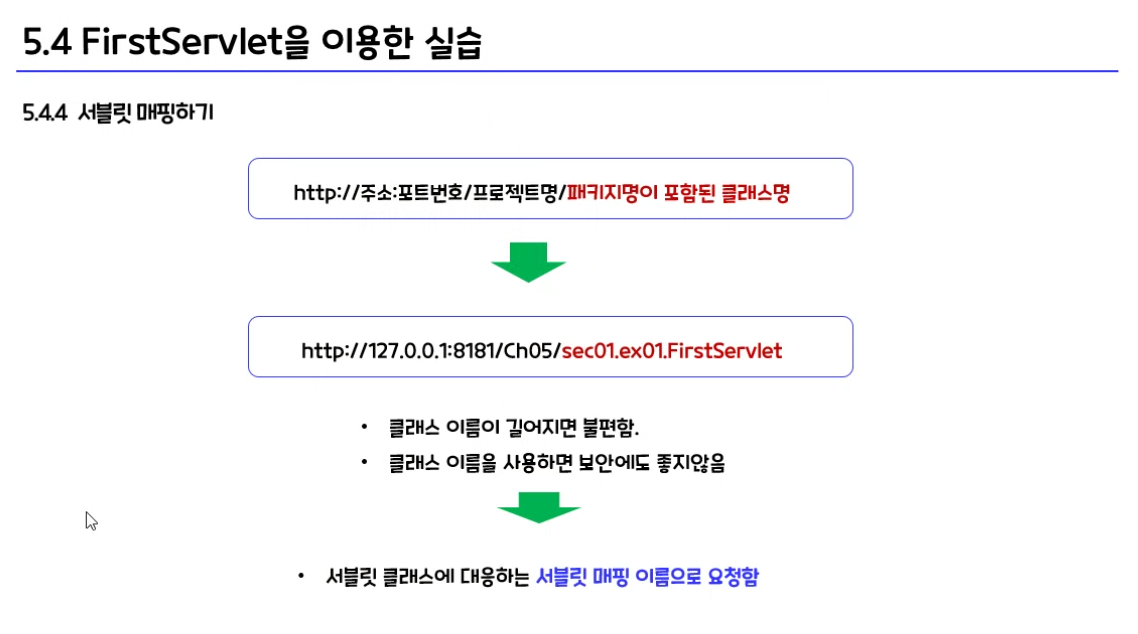 5.4 FirstServlet을 이용한 실습
5.4.4 서블릿 매핑하기
http://주소:포트번호/프로젝트명/패키지명이 포함된 클래스명
http://127.0.0.1:8181/Ch05/sec01.ex01.FirstServlet
• 클래스 이름이 길어지면 불편함.
• 클래스 이름을 사용하면 보안에도 좋지않음
• 서블릿 클래스에 대응하는 서블릿 매핑 이름으로 요청함